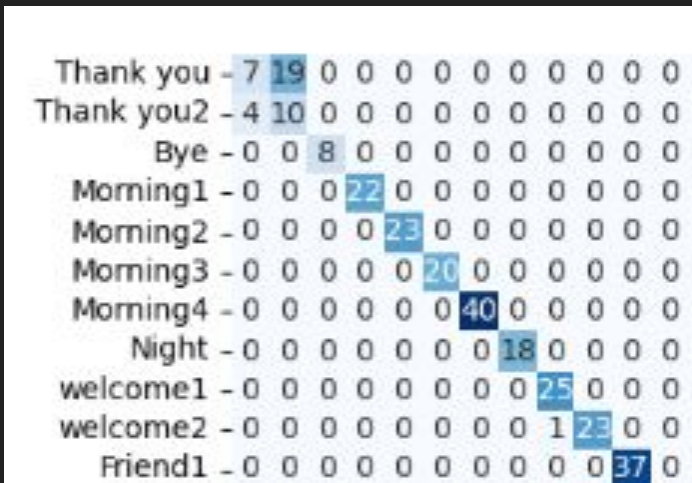 Thank you - 7 19 0 0 0 0 0 0 0 0 0 0
Thank you2 - 4 10 0 0 0 0 0 0 0 0 0 0
Bye - 0 0 8 0 0 0 0 0 0 0 0 0
Morning1 - 0 0 0 22 0 0 0 0 0 0 0 0
Morning2 - 0 0 0 0 23 0 0 0 0 0 0 0
Morning3 - 0 0 0 0 0 20 0 0 0 0 0 0
Morning4 - 0 0 0 0 0 0 40 0 0 0 0 0
Night - 0 0 0 0 0 0 0 18 0 0 0 0
welcome1 - 0 0 0 0 0 0 0 0 25 0 0 0
welcome2 - 0 0 0 0 0 0 0 0 1 23 0 0
Friend1 - 0 0 0 0 0 0 0 0 0 0 37 0